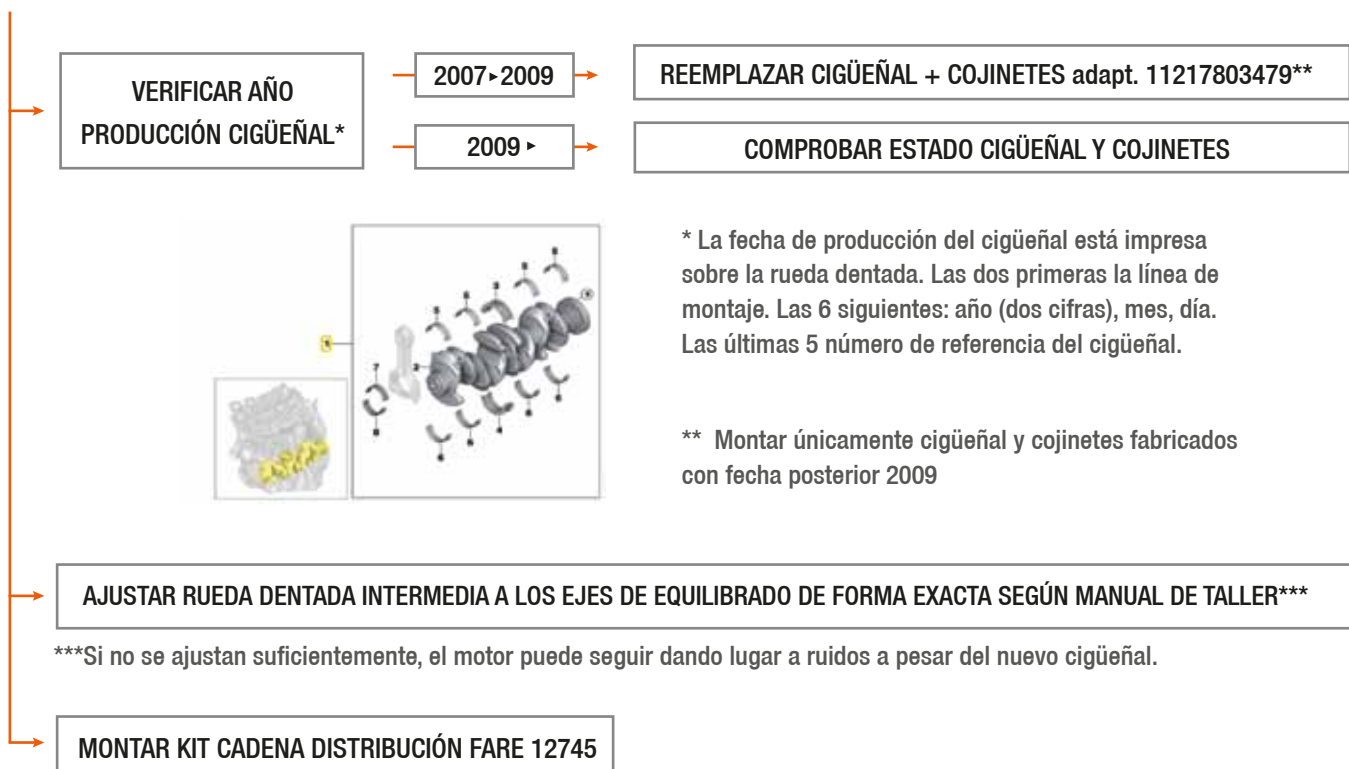 VERIFICAR AÑO
PRODUCCIÓN CIGÜEÑAL*
2007▸2009
REEMPLAZAR CIGÜEÑAL + COJINETES adapt. 11217803479**
2009 ▸
COMPROBAR ESTADO CIGÜEÑAL Y COJINETES
* La fecha de producción del cigüeñal está impresa
sobre la rueda dentada. Las dos primeras la línea de
montaje. Las 6 siguientes: año (dos cifras), mes, día.
Las últimas 5 número de referencia del cigüeñal.
** Montar únicamente cigüeñal y cojinetes fabricados
con fecha posterior 2009
AJUSTAR RUEDA DENTADA INTERMEDIA A LOS EJES DE EQUILIBRADO DE FORMA EXACTA SEGÚN MANUAL DE TALLER***
***Si no se ajustan suficientemente, el motor puede seguir dando lugar a ruidos a pesar del nuevo cigüeñal.
MONTAR KIT CADENA DISTRIBUCIÓN FARE 12745